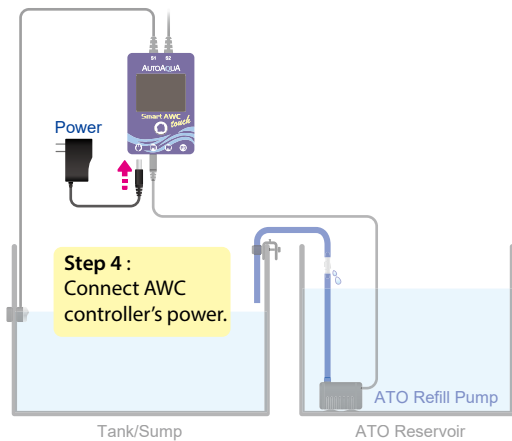 S1 S2
AUTOAQUA
Smart AWC
touch
Power
Step 4 :
Connect AWC
controller's power.
ATO Refill Pump
Tank/Sump
ATO Reservoir